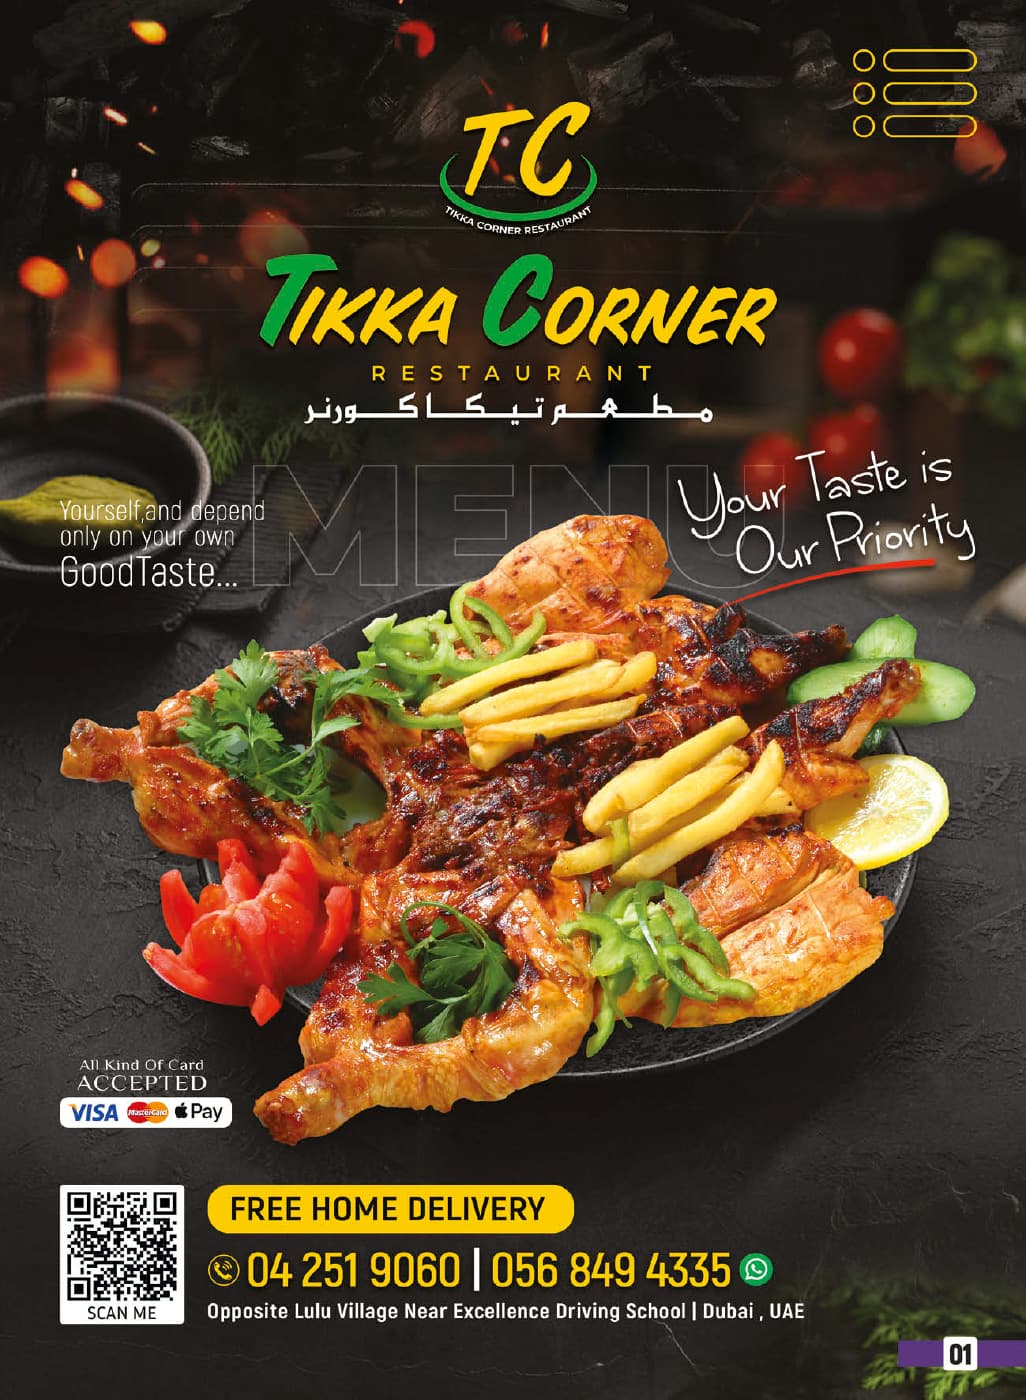 TC
TIKKA CORNER RESTAURANT
TIKKA CORNER
RESTAURANT
مطعم تيكا كورنر
MENU
Your Taste is
Our Priority
Yourself,and depend
only on your own
GoodTaste...
All Kind Of Card
ACCEPTED
VISA MasterCard Pay
SCAN ME
FREE HOME DELIVERY
04 251 9060 | 056 849 4335
Opposite Lulu Village Near Excellence Driving School | Dubai , UAE
01